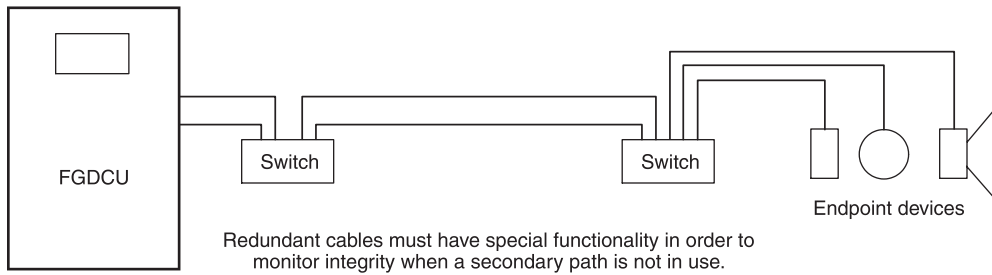 FGDCU
Switch
Switch
Endpoint devices
Redundant cables must have special functionality in order to
monitor integrity when a secondary path is not in use.